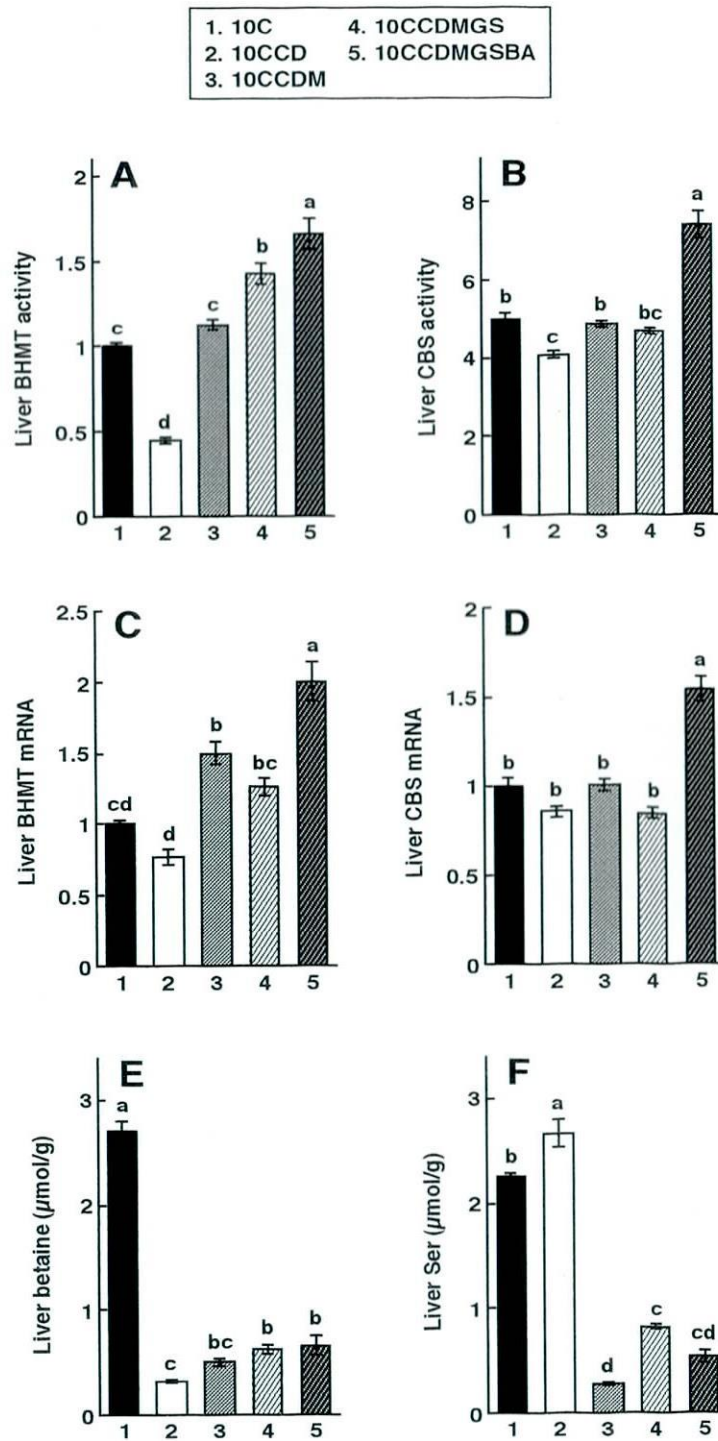 1. 10C 4. 10CCDMGS
2. 10CCD 5. 10CCDMGSBA
3. 10CCDM
A
Liver BHMT activity
2
1.5
1
0.5
0
c
d
c
b
a
1 2 3 4 5
B
Liver CBS activity
8
6
4
2
0
b
c
b
bc
a
1 2 3 4 5
C
Liver BHMT mRNA
2.5
2
1.5
1
0.5
0
cd
d
b
bc
a
1 2 3 4 5
D
Liver CBS mRNA
2
1.5
1
0.5
0
b
b
b
b
a
1 2 3 4 5
E
Liver betaine (μmol/g)
3
2
1
0
a
c
bc
b
b
1 2 3 4 5
F
Liver Ser (μmol/g)
3
2
1
0
b
a
d
c
cd
1 2 3 4 5